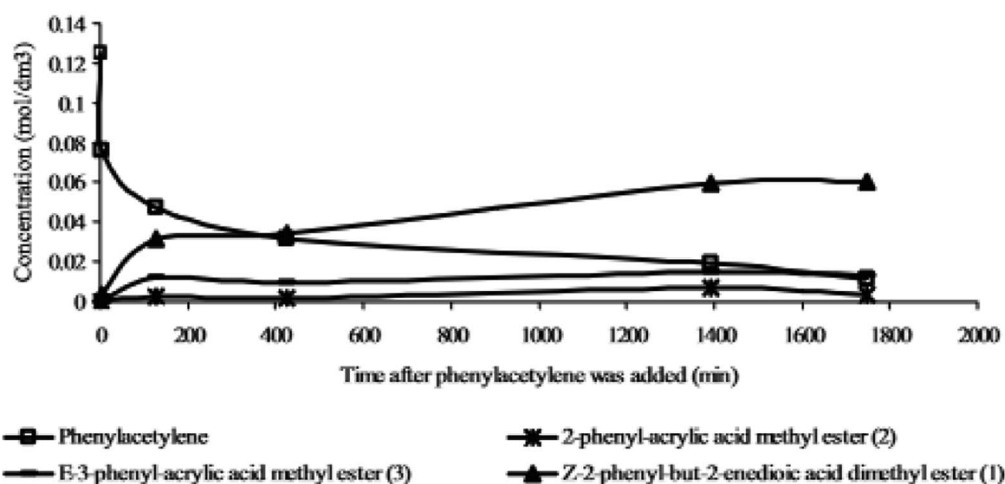 0.14
0.12
0.1
0.08
0.06
0.04
0.02
0
Concentration (mol/dm3)
0 200 400 600 800 1000 1200 1400 1600 1800 2000
Time after phenylacetylene was added (min)
Phenylacetylene
2-phenyl-acrylic acid methyl ester (2)
E-3-phenyl-acrylic acid methyl ester (3)
Z-2-phenyl-but-2-enedioic acid dimethyl ester (1)